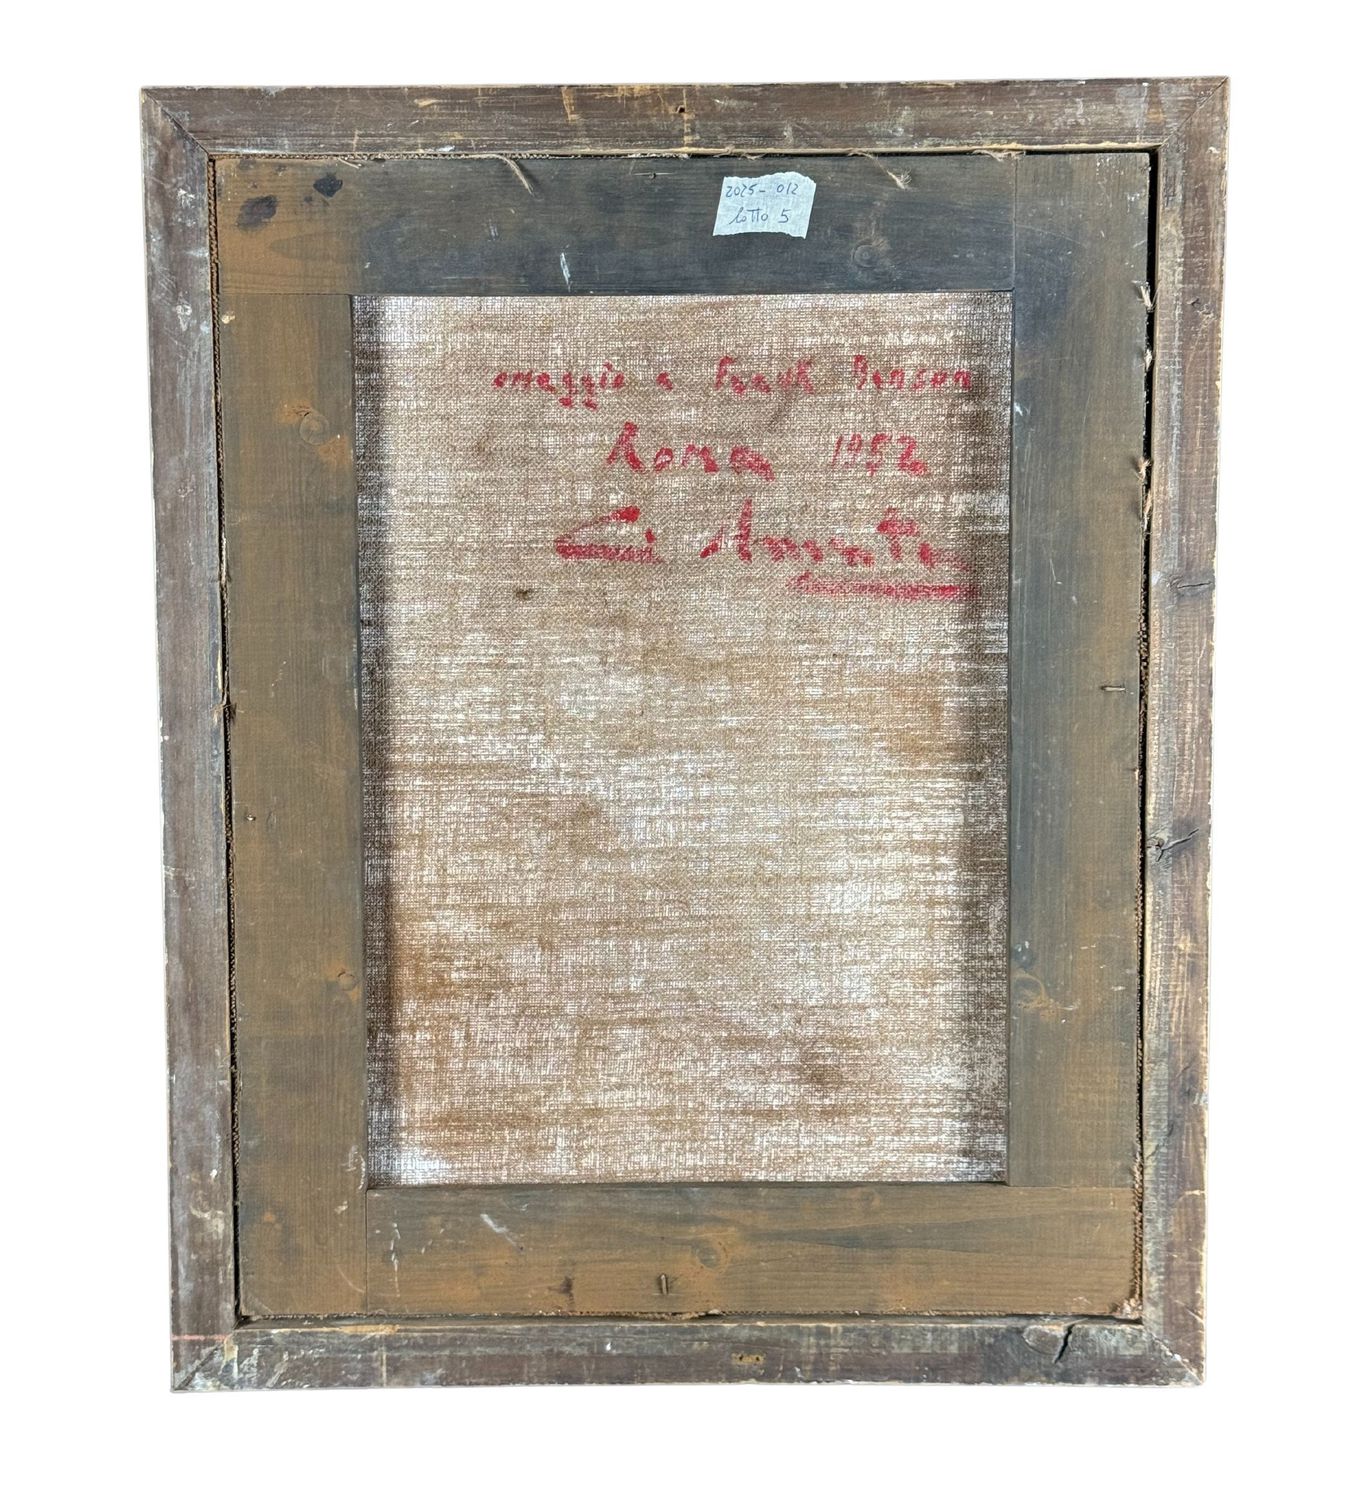 2025-012
lotto 5
omaggio a Frank Benson
Roma 1952